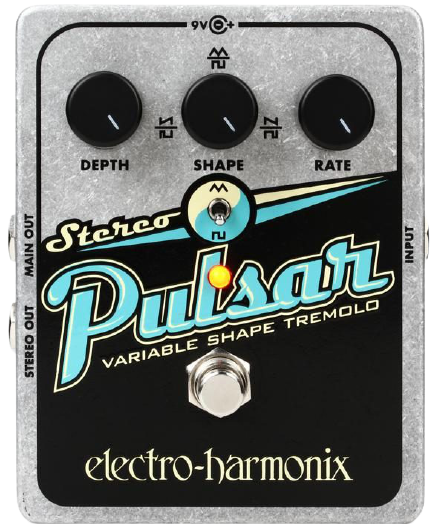 9V
DEPTH
SHAPE
RATE
MAIN OUT
STEREO OUT
INPUT
Stereo
Pulsar
VARIABLE SHAPE TREMOLO
electro-harmonix